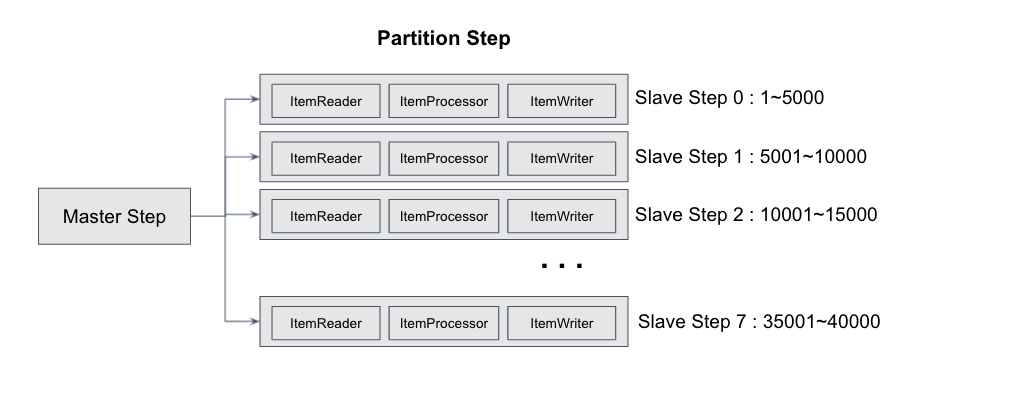 Partition Step
ItemReader ItemProcessor ItemWriter Slave Step 0 : 1~5000
ItemReader ItemProcessor ItemWriter Slave Step 1 : 5001~10000
Master Step
ItemReader ItemProcessor ItemWriter Slave Step 2 : 10001~15000
. . .
ItemReader ItemProcessor ItemWriter Slave Step 7 : 35001~40000